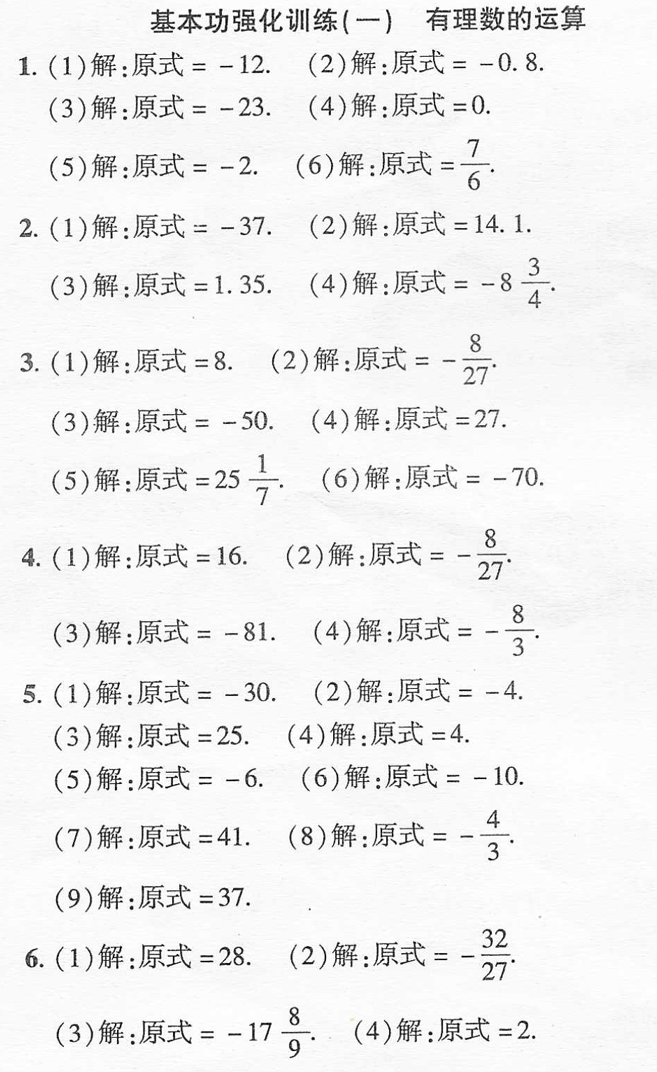 基本功强化训练(一) 有理数的运算
1. (1)解:原式 = -12. (2)解:原式 = -0.8.
(3)解:原式 = -23. (4)解:原式 =0.
(5)解:原式 = -2. (6)解:原式 = 7/6.
2. (1)解:原式 = -37. (2)解:原式 =14.1.
(3)解:原式 =1.35. (4)解:原式 = -8 3/4.
3. (1)解:原式 =8. (2)解:原式 = -8/27.
(3)解:原式 = -50. (4)解:原式 =27.
(5)解:原式 =25 1/7. (6)解:原式 = -70.
4. (1)解:原式 =16. (2)解:原式 = -8/27.
(3)解:原式 = -81. (4)解:原式 = -8/3.
5. (1)解:原式 = -30. (2)解:原式 = -4.
(3)解:原式 =25. (4)解:原式 =4.
(5)解:原式 = -6. (6)解:原式 = -10.
(7)解:原式 =41. (8)解:原式 = -4/3.
(9)解:原式 =37.
6. (1)解:原式 =28. (2)解:原式 = -32/27.
(3)解:原式 = -17 8/9. (4)解:原式 =2.